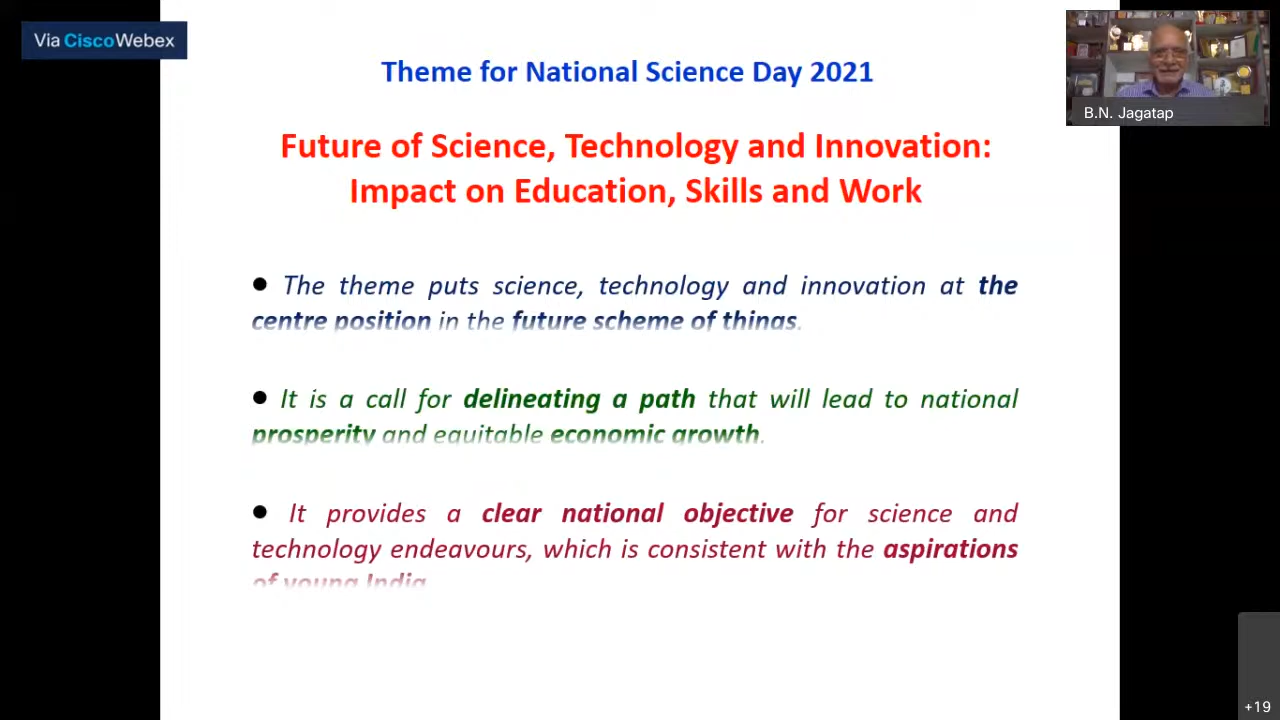 Via CiscoWebex
B.N. Jagatap
Theme for National Science Day 2021
Future of Science, Technology and Innovation:
Impact on Education, Skills and Work
● The theme puts science, technology and innovation at the
centre position in the future scheme of things.
● It is a call for delineating a path that will lead to national
prosperity and equitable economic growth.
● It provides a clear national objective for science and
technology endeavours, which is consistent with the aspirations
of young India
+19